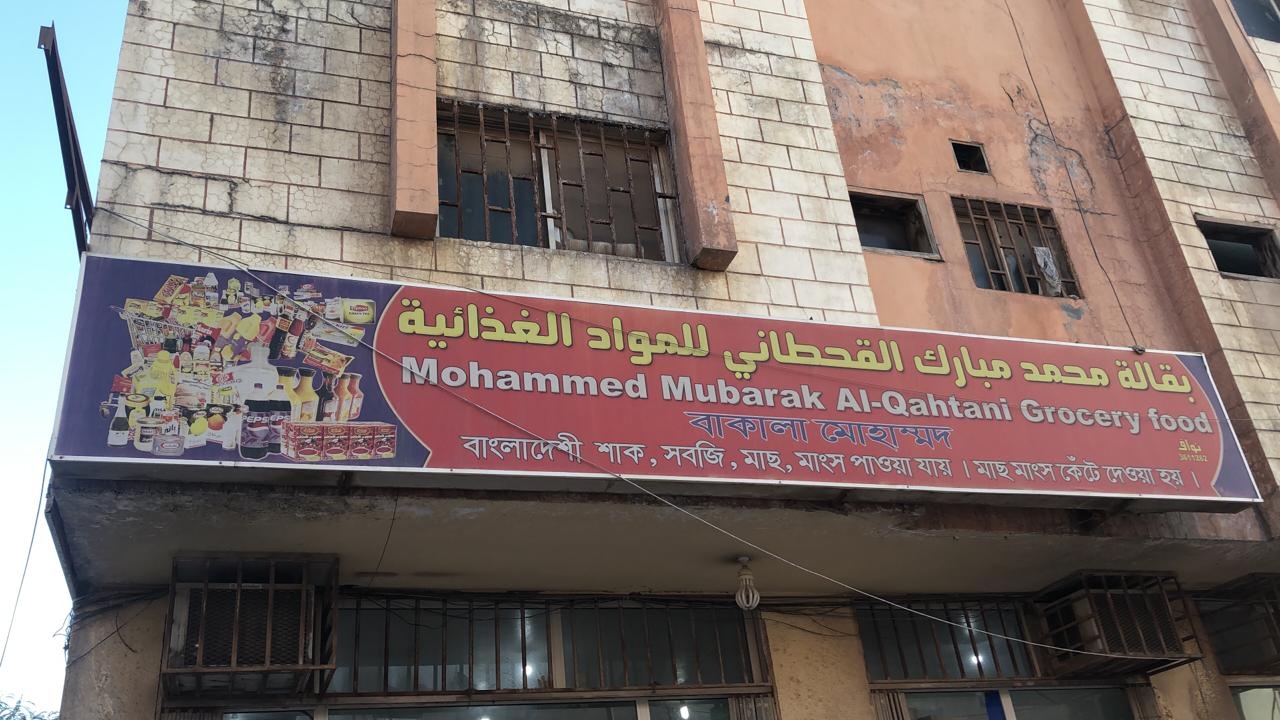 بقالة محمد مبارك القحطاني للمواد الغذائية
Mohammed Mubarak Al-Qahtani Grocery food
বাকালা মোহাম্মদ
বাংলাদেশী শাক, সবজি, মাছ, মাংস পাওয়া যায়। মাছ মাংস কেঁটে দেওয়া হয়।